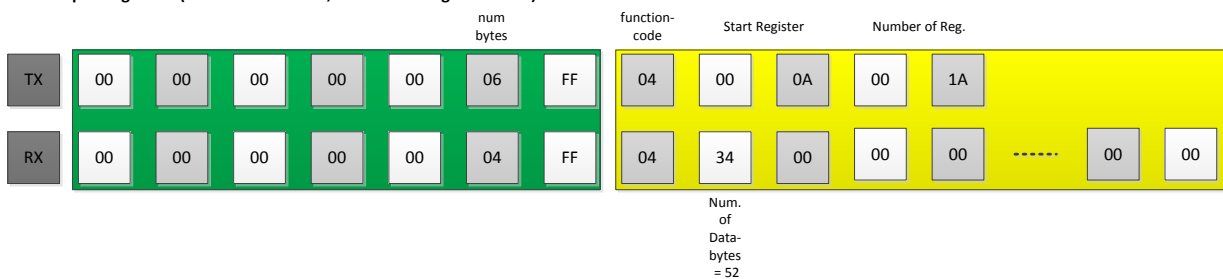 num
bytes
function-
code
Start Register
Number of Reg.
TX 00 00 00 00 00 06 FF 04 00 0A 00 1A
RX 00 00 00 00 00 04 FF 04 34 00 00 00 ------ 00 00
Num.
of
Data-
bytes
= 52